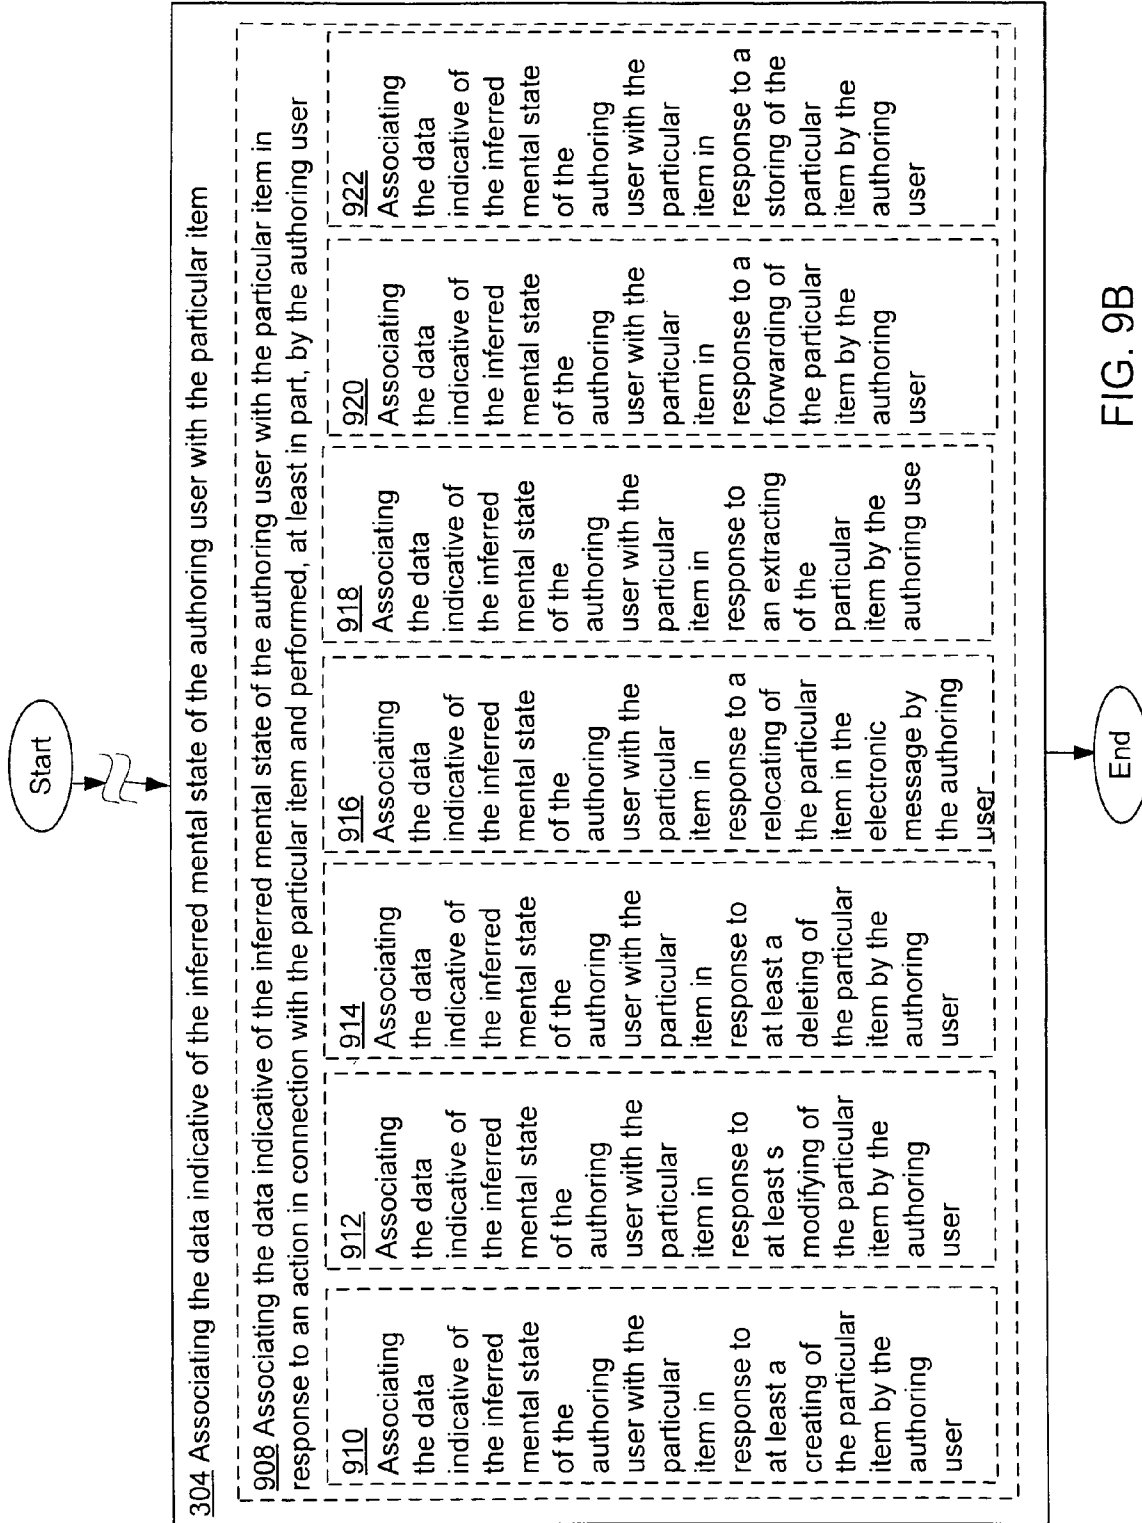 Start
304 Associating the data indicative of the inferred mental state of the authoring user with the particular item
908 Associating the data indicative of the inferred mental state of the authoring user with the particular item in
response to an action in connection with the particular item and performed, at least in part, by the authoring user
910
Associating
the data
indicative of
the inferred
mental state
of the
authoring
user with the
particular
item in
response to
at least a
creating of
the particular
item by the
authoring
user
912
Associating
the data
indicative of
the inferred
mental state
of the
authoring
user with the
particular
item in
response to
at least s
modifying of
the particular
item by the
authoring
user
914
Associating
the data
indicative of
the inferred
mental state
of the
authoring
user with the
particular
item in
response to
at least a
deleting of
the particular
item by the
authoring
user
916
Associating
the data
indicative of
the inferred
mental state
of the
authoring
user with the
particular
item in
response to a
relocating of
the particular
item in the
electronic
message by
the authoring
user
918
Associating
the data
indicative of
the inferred
mental state
of the
authoring
user with the
particular
item in
response to
an extracting
of the
particular
item by the
authoring use
920
Associating
the data
indicative of
the inferred
mental state
of the
authoring
user with the
particular
item in
response to a
forwarding of
the particular
item by the
authoring
user
922
Associating
the data
indicative of
the inferred
mental state
of the
authoring
user with the
particular
item in
response to a
storing of the
particular
item by the
authoring
user
End
FIG. 9B